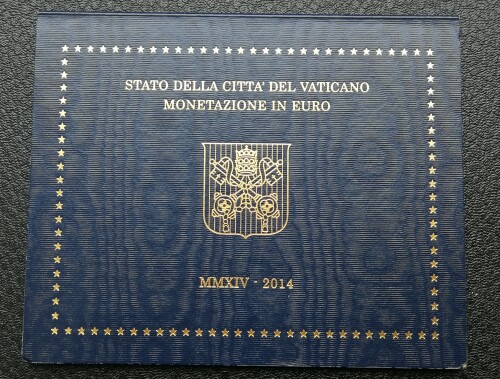 STATO DELLA CITTA' DEL VATICANO
MONETAZIONE IN EURO
MMXIV - 2014